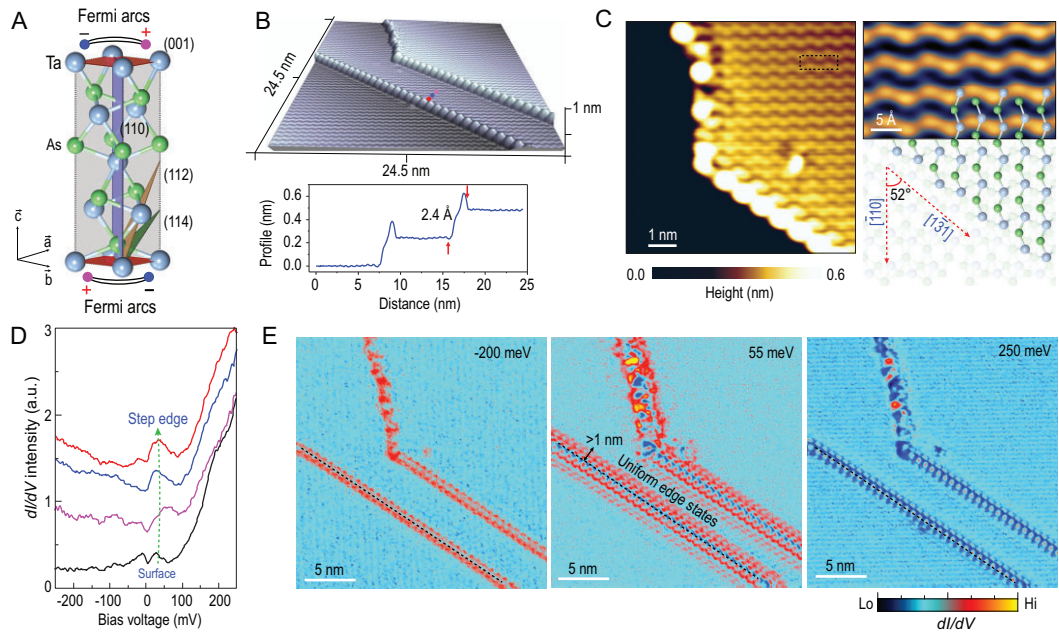 A
Fermi arcs
− +
(001)
Ta
(110)
As
(112)
(114)
c⃗
a⃗
b⃗
+ −
Fermi arcs
B
24.5 nm
1 nm
24.5 nm
0.6
0.4
0.2
0.0
Profile (nm)
2.4 Å
0 5 10 15 20 25
Distance (nm)
C
1 nm
0.0 0.6
Height (nm)
5 Å
52°
[1̄10]
[1̄31]
D
3
2
1
0
dI/dV intensity (a.u.)
Step edge
Surface
-200 -100 0 100 200
Bias voltage (mV)
E
-200 meV
5 nm
55 meV
>1 nm
Uniform edge states
5 nm
250 meV
5 nm
Lo Hi
dI/dV